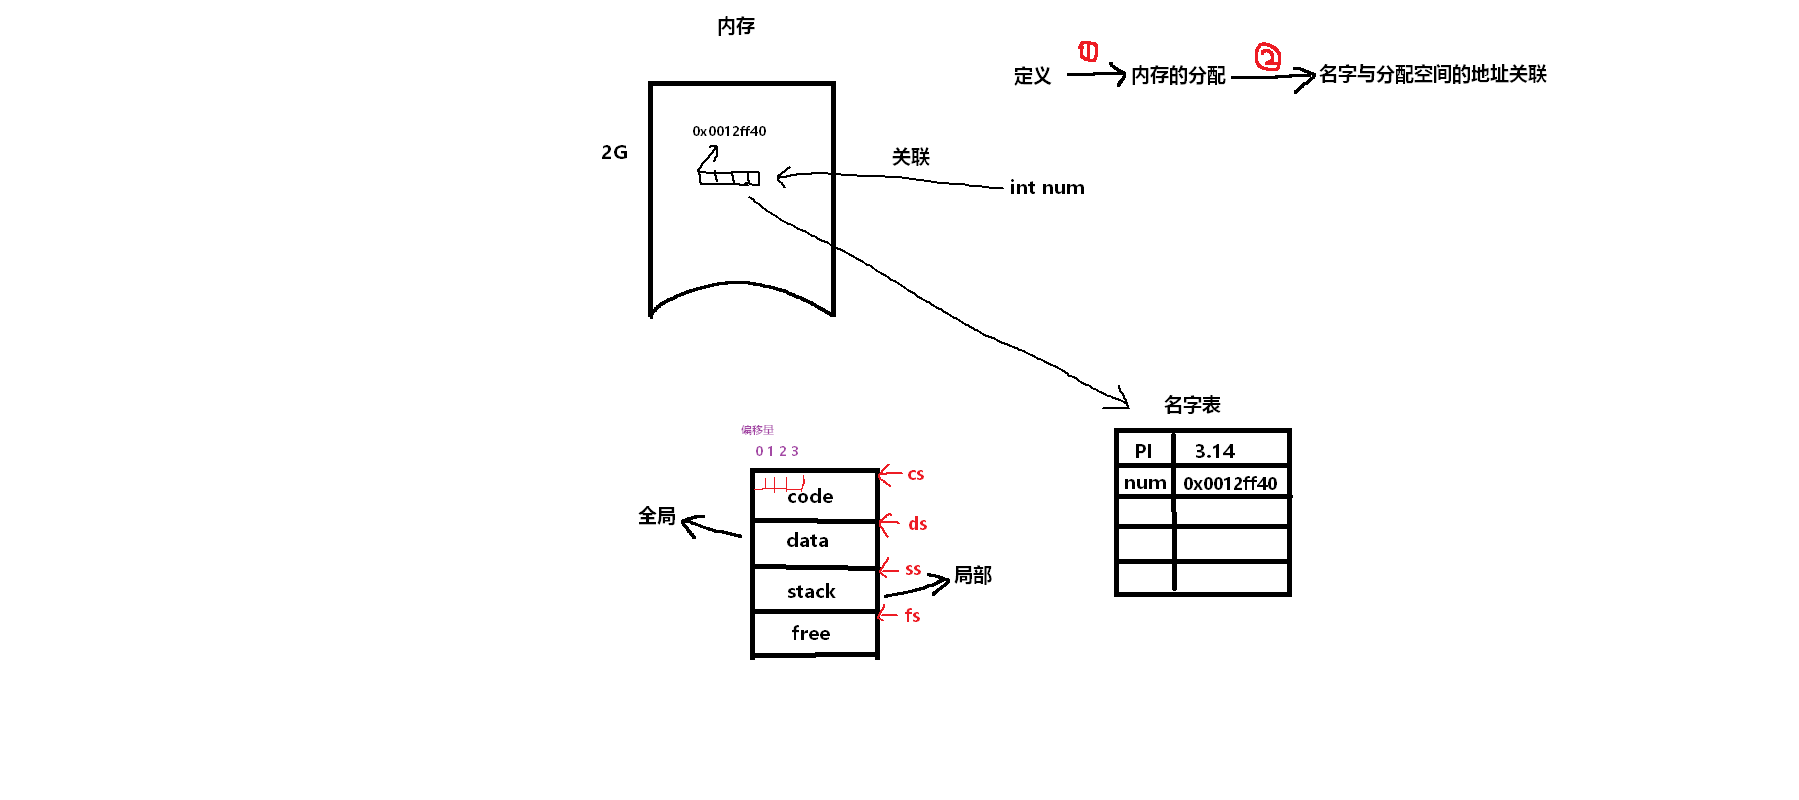 内存
① ②
定义 内存的分配 名字与分配空间的地址关联
0x0012ff40
2G
关联
int num
名字表
PI 3.14
num 0x0012ff40
偏移量
0 1 2 3
cs
code
全局
ds
data
ss
局部
stack
fs
free